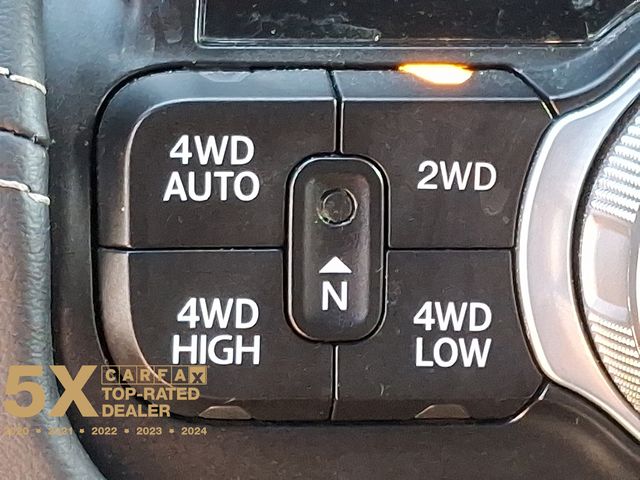 4WD
AUTO
2WD
N
4WD
HIGH
4WD
LOW
5X
CARFAX
TOP-RATED
DEALER
2020 • 2021 • 2022 • 2023 • 2024